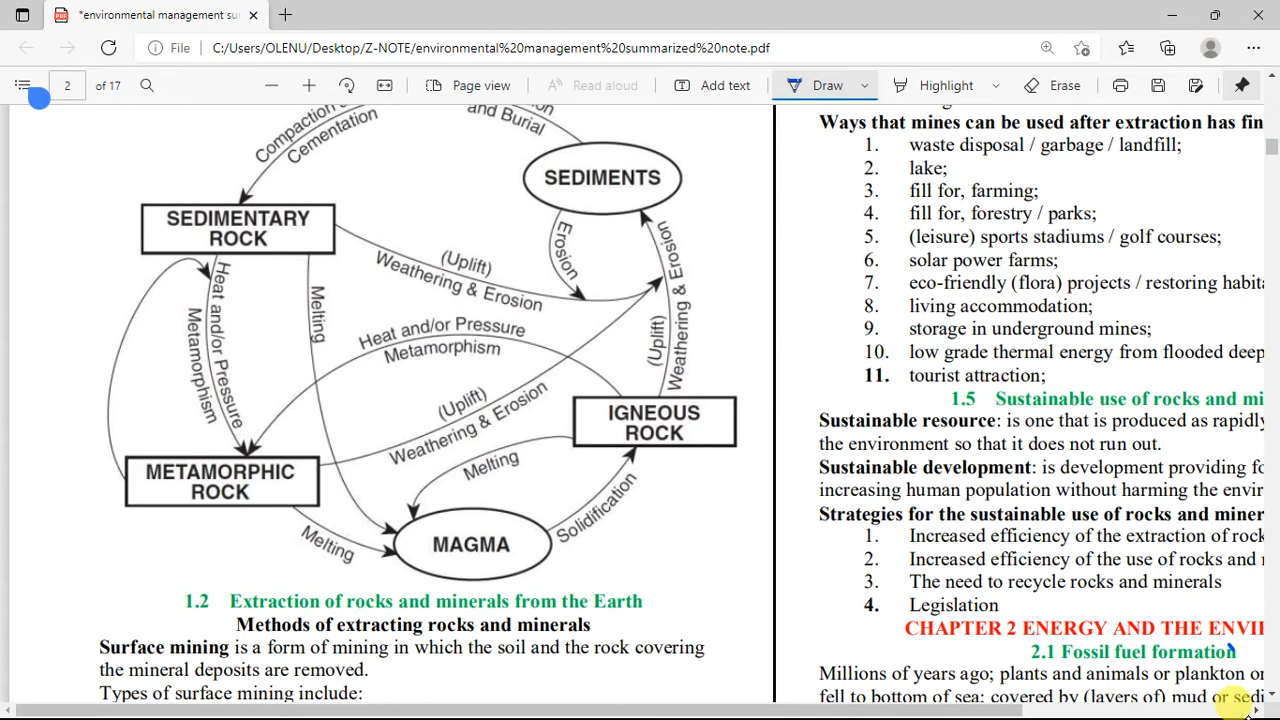 *environmental management su
File
C:/Users/OLENU/Desktop/Z-NOTE/environmental%20management%20summarized%20note.pdf
2 of 17
Page view
Read aloud
Add text
Draw
Highlight
Erase
and Burial
Compaction
Cementation
SEDIMENTS
SEDIMENTARY
ROCK
Erosion
(Uplift)
Weathering & Erosion
(Uplift)
Weathering & Erosion
Heat and/or Pressure
Metamorphism
Melting
Heat and/or Pressure
Metamorphism
(Uplift)
Weathering & Erosion
IGNEOUS
ROCK
METAMORPHIC
ROCK
Melting
Solidification
Melting
MAGMA
1.2 Extraction of rocks and minerals from the Earth
Methods of extracting rocks and minerals
Surface mining is a form of mining in which the soil and the rock covering
the mineral deposits are removed.
Types of surface mining include:
Ways that mines can be used after extraction has fin
1. waste disposal / garbage / landfill;
2. lake;
3. fill for, farming;
4. fill for, forestry / parks;
5. (leisure) sports stadiums / golf courses;
6. solar power farms;
7. eco-friendly (flora) projects / restoring habita
8. living accommodation;
9. storage in underground mines;
10. low grade thermal energy from flooded deep
11. tourist attraction;
1.5 Sustainable use of rocks and mi
Sustainable resource: is one that is produced as rapidly
the environment so that it does not run out.
Sustainable development: is development providing fo
increasing human population without harming the envir
Strategies for the sustainable use of rocks and miner
1. Increased efficiency of the extraction of rock
2. Increased efficiency of the use of rocks and
3. The need to recycle rocks and minerals
4. Legislation
CHAPTER 2 ENERGY AND THE ENVI
2.1 Fossil fuel formation
Millions of years ago; plants and animals or plankton or
fell to bottom of sea; covered by (layers of) mud or sedi